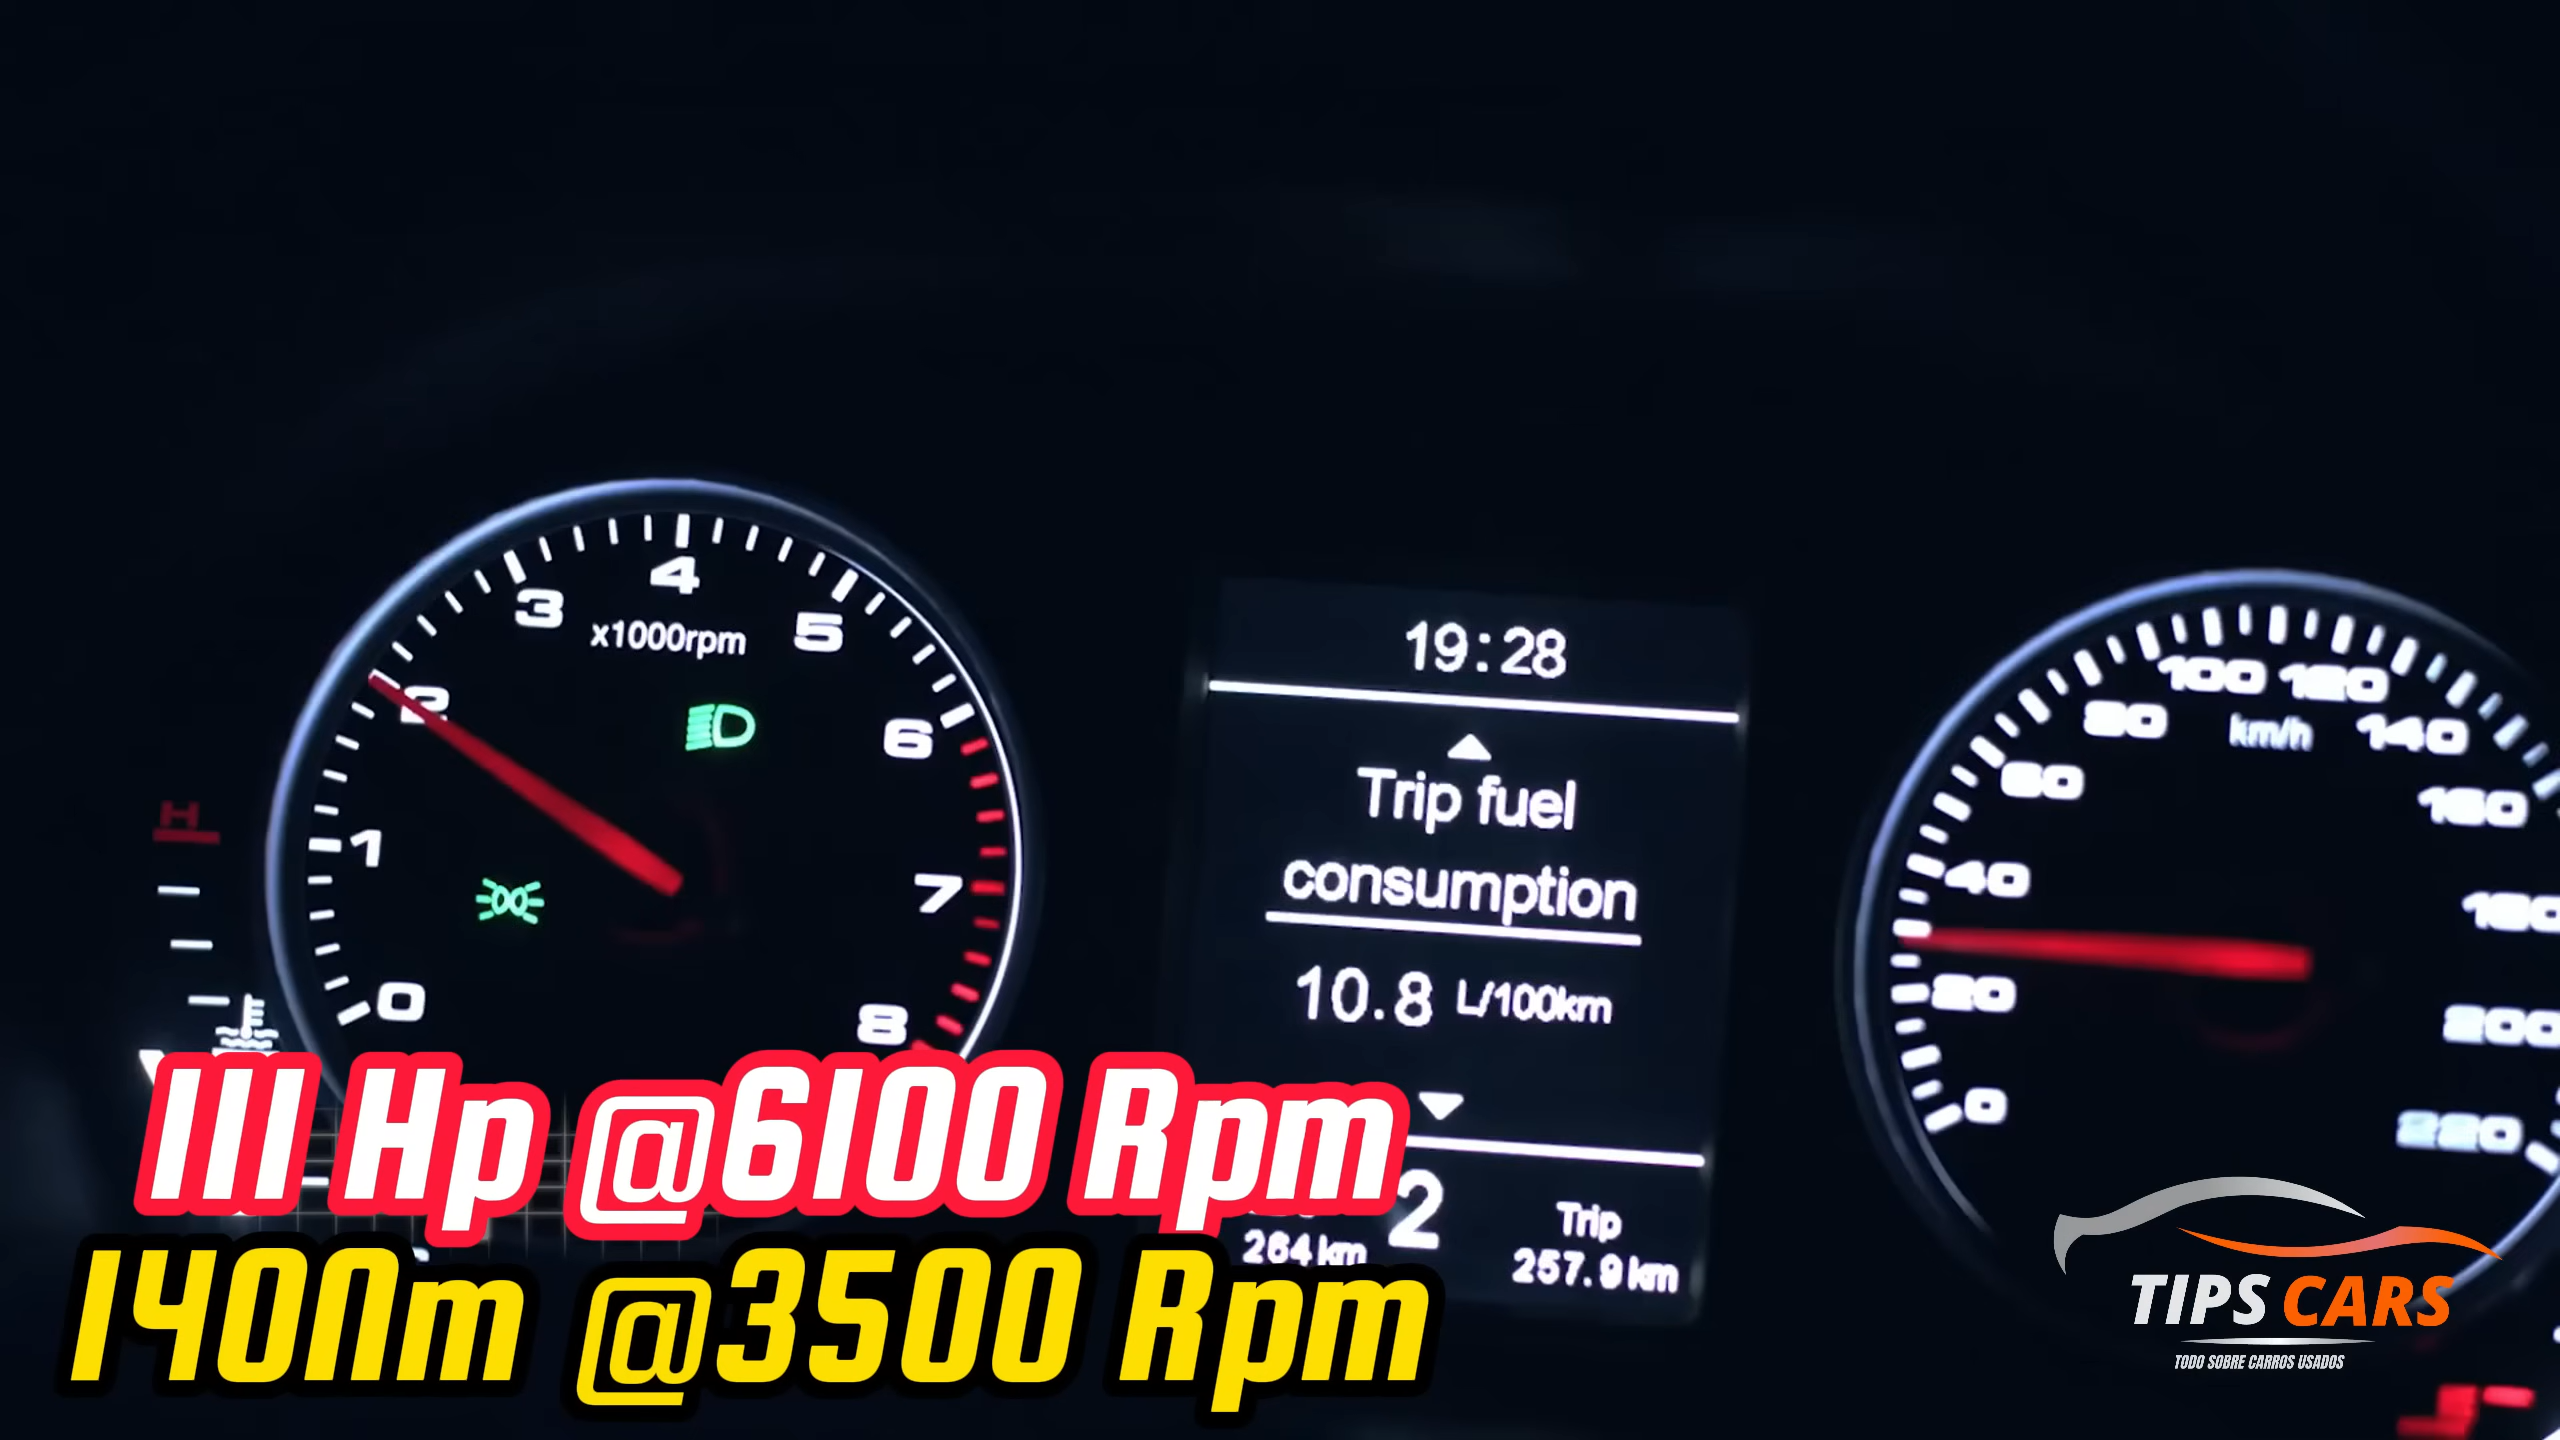 19:28
Trip fuel
consumption
10.8 L/100km
2
264 km
Trip
257.9 km
0
1
2
3
4
5
6
7
8
x1000rpm
H
0
20
40
60
80
100
120
140
160
180
200
220
km/h
111 Hp @6100 Rpm
140Nm @3500 Rpm
TIPS CARS
TODO SOBRE CARROS USADOS